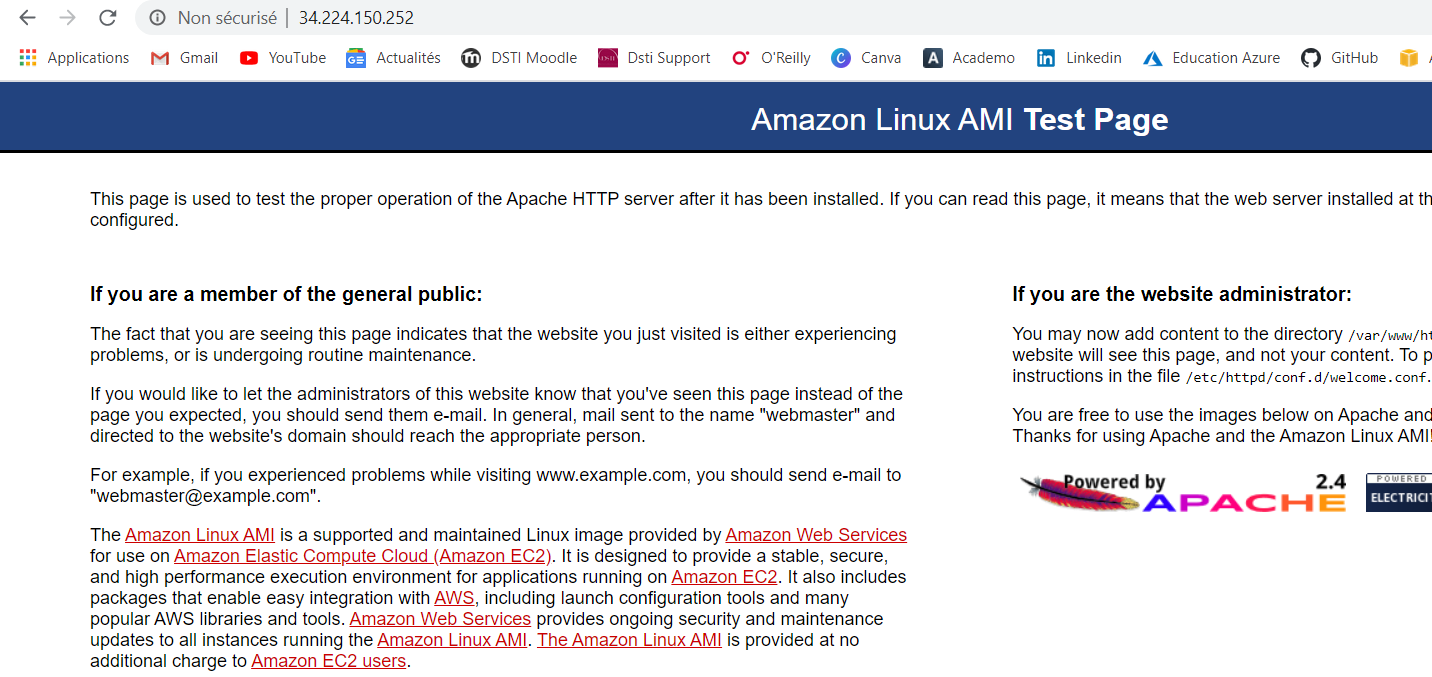 Non sécurisé | 34.224.150.252
Applications Gmail YouTube Actualités DSTI Moodle Dsti Support O'Reilly Canva Academo Linkedin Education Azure GitHub
Amazon Linux AMI Test Page
This page is used to test the proper operation of the Apache HTTP server after it has been installed. If you can read this page, it means that the web server installed at th
configured.
If you are a member of the general public:
The fact that you are seeing this page indicates that the website you just visited is either experiencing
problems, or is undergoing routine maintenance.
If you would like to let the administrators of this website know that you've seen this page instead of the
page you expected, you should send them e-mail. In general, mail sent to the name "webmaster" and
directed to the website's domain should reach the appropriate person.
For example, if you experienced problems while visiting www.example.com, you should send e-mail to
"webmaster@example.com".
The Amazon Linux AMI is a supported and maintained Linux image provided by Amazon Web Services
for use on Amazon Elastic Compute Cloud (Amazon EC2). It is designed to provide a stable, secure,
and high performance execution environment for applications running on Amazon EC2. It also includes
packages that enable easy integration with AWS, including launch configuration tools and many
popular AWS libraries and tools. Amazon Web Services provides ongoing security and maintenance
updates to all instances running the Amazon Linux AMI. The Amazon Linux AMI is provided at no
additional charge to Amazon EC2 users.
If you are the website administrator:
You may now add content to the directory /var/www/ht
website will see this page, and not your content. To p
instructions in the file /etc/httpd/conf.d/welcome.conf.
You are free to use the images below on Apache and
Thanks for using Apache and the Amazon Linux AMI!
Powered by 2.4
APACHE
POWERED
ELECTRICI